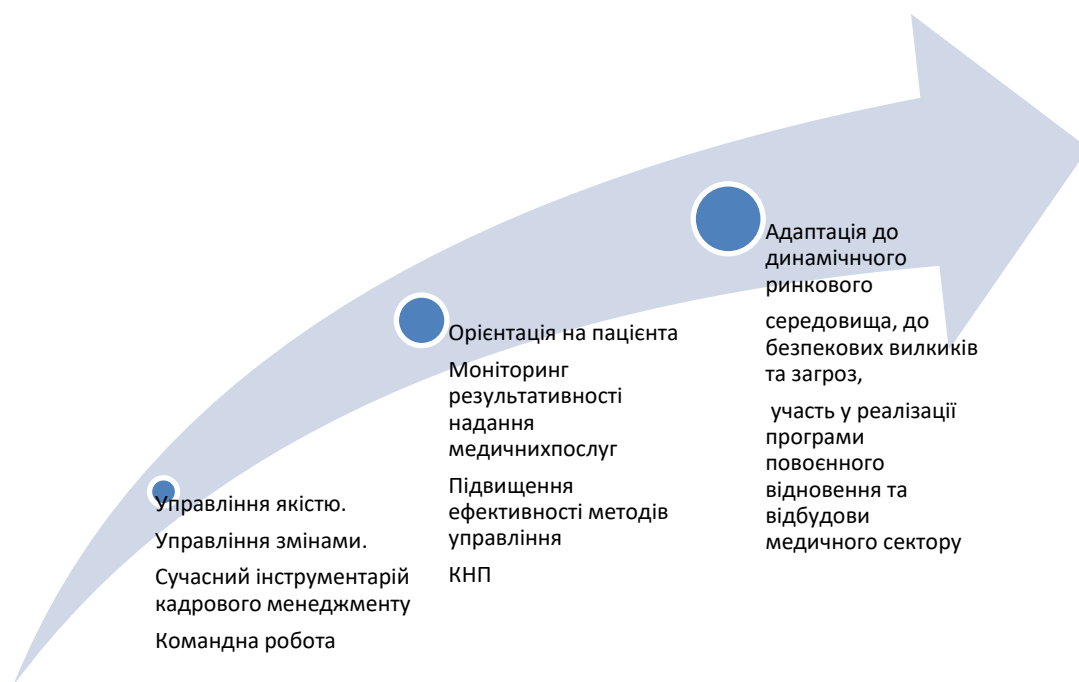 Управління якістю.
Управління змінами.
Сучасний інструментарій
кадрового менеджменту
Командна робота
Орієнтація на пацієнта
Моніторинг
результативності
надання
медичнихпослуг
Підвищення
ефективності методів
управління
КНП
Адаптація до
динамічнчого
ринкового
середовища, до
безпекових вилкиків
та загроз,
участь у реалізації
програми
повоєнного
відновення та
відбудови
медичного сектору